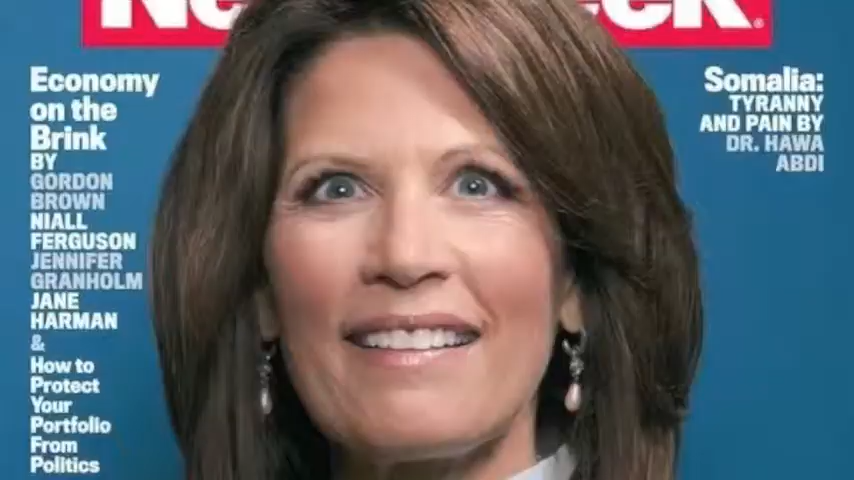 Economy
on the
Brink
BY
GORDON
BROWN
NIALL
FERGUSON
JENNIFER
GRANHOLM
JANE
HARMAN
&
How to
Protect
Your
Portfolio
From
Politics
Somalia:
TYRANNY
AND PAIN BY
DR. HAWA
ABDI